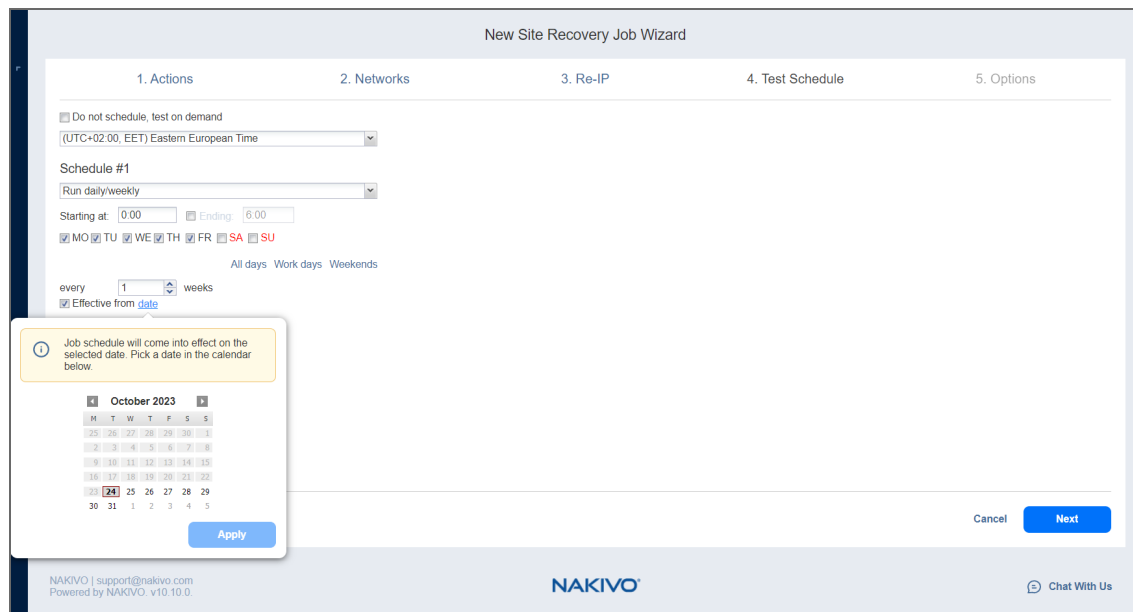 New Site Recovery Job Wizard
1. Actions 2. Networks 3. Re-IP 4. Test Schedule 5. Options
Do not schedule, test on demand
(UTC+02:00, EET) Eastern European Time
Schedule #1
Run daily/weekly
Starting at: 0:00 Ending: 6:00
MO TU WE TH FR SA SU
All days Work days Weekends
every 1 weeks
Effective from date
Job schedule will come into effect on the
selected date. Pick a date in the calendar
below.
October 2023
M T W T F S S
25 26 27 28 29 30 1
2 3 4 5 6 7 8
9 10 11 12 13 14 15
16 17 18 19 20 21 22
23 24 25 26 27 28 29
30 31 1 2 3 4 5
Apply
Cancel Next
NAKIVO | support@nakivo.com
Powered by NAKIVO. v10.10.0.
NAKIVO®
Chat With Us